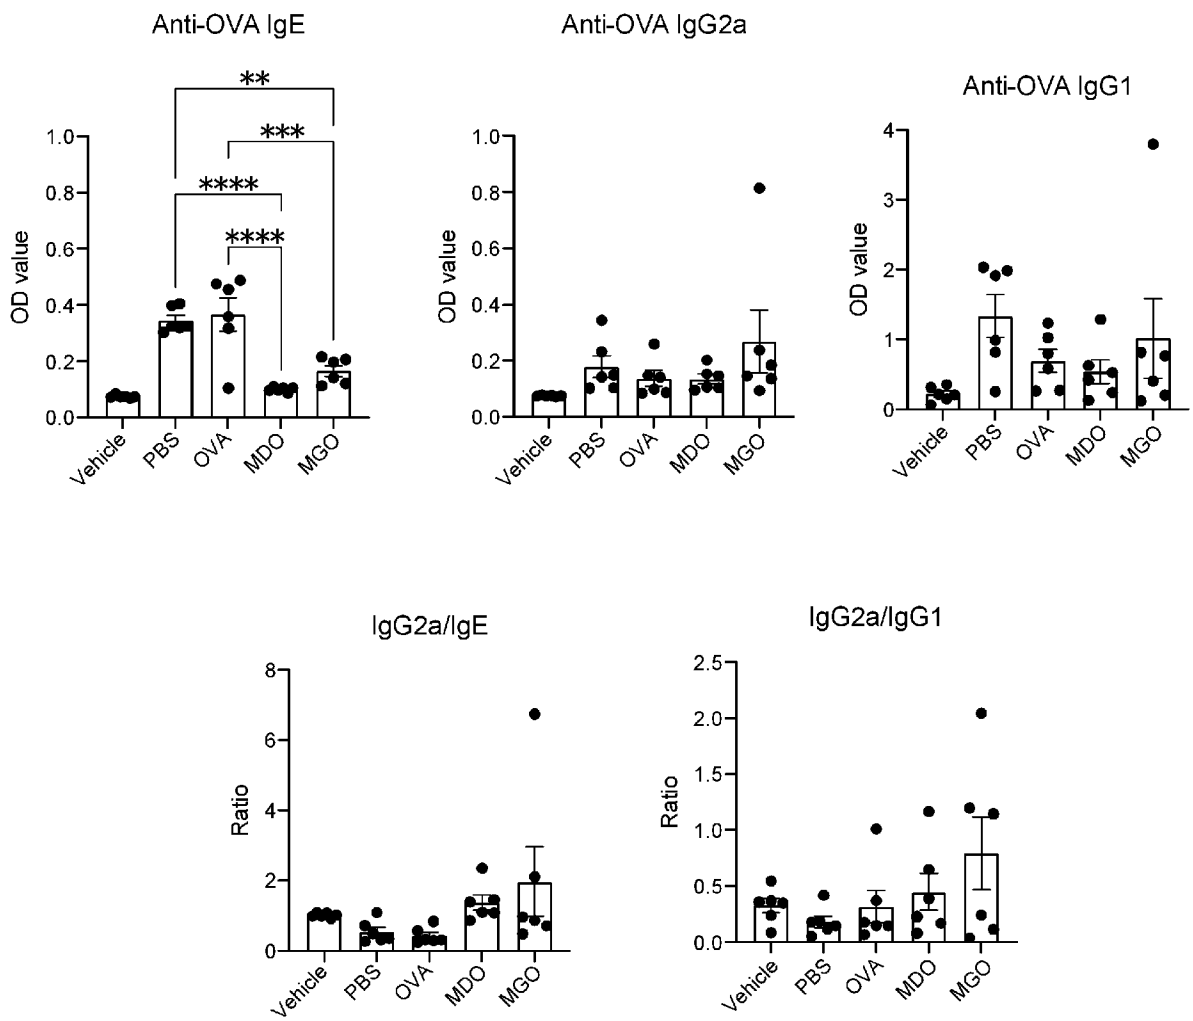 Anti-OVA IgE
**
***
****
****
1.0
0.8
0.6
0.4
0.2
0.0
OD value
Vehicle
PBS
OVA
MDO
MGO
Anti-OVA IgG2a
1.0
0.8
0.6
0.4
0.2
0.0
OD value
Vehicle
PBS
OVA
MDO
MGO
Anti-OVA IgG1
4
3
2
1
0
OD value
Vehicle
PBS
OVA
MDO
MGO
IgG2a/IgE
8
6
4
2
0
Ratio
Vehicle
PBS
OVA
MDO
MGO
IgG2a/IgG1
2.5
2.0
1.5
1.0
0.5
0.0
Ratio
Vehicle
PBS
OVA
MDO
MGO